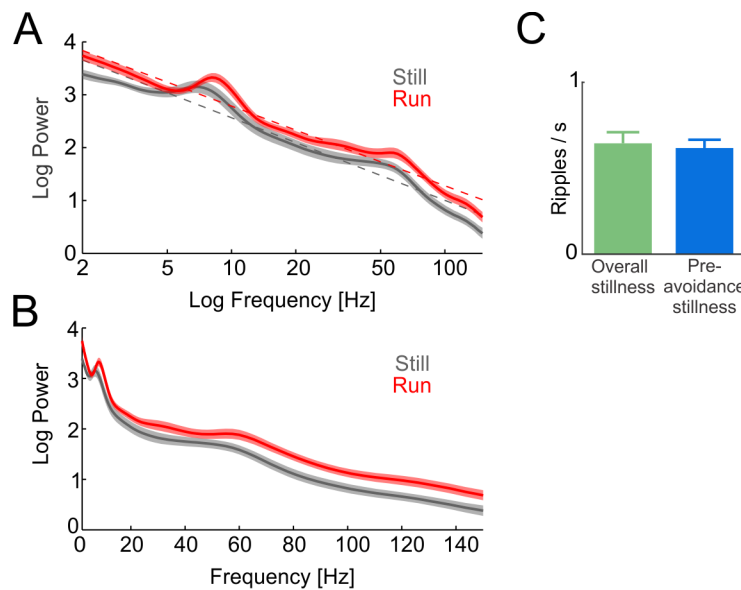 A
4
3
2
1
0
Log Power
Still
Run
2
5
10
20
50
100
Log Frequency [Hz]
B
4
3
2
1
0
Log Power
Still
Run
0
20
40
60
80
100
120
140
Frequency [Hz]
C
1
0
Ripples / s
Overall
stillness
Pre-
avoidance
stillness